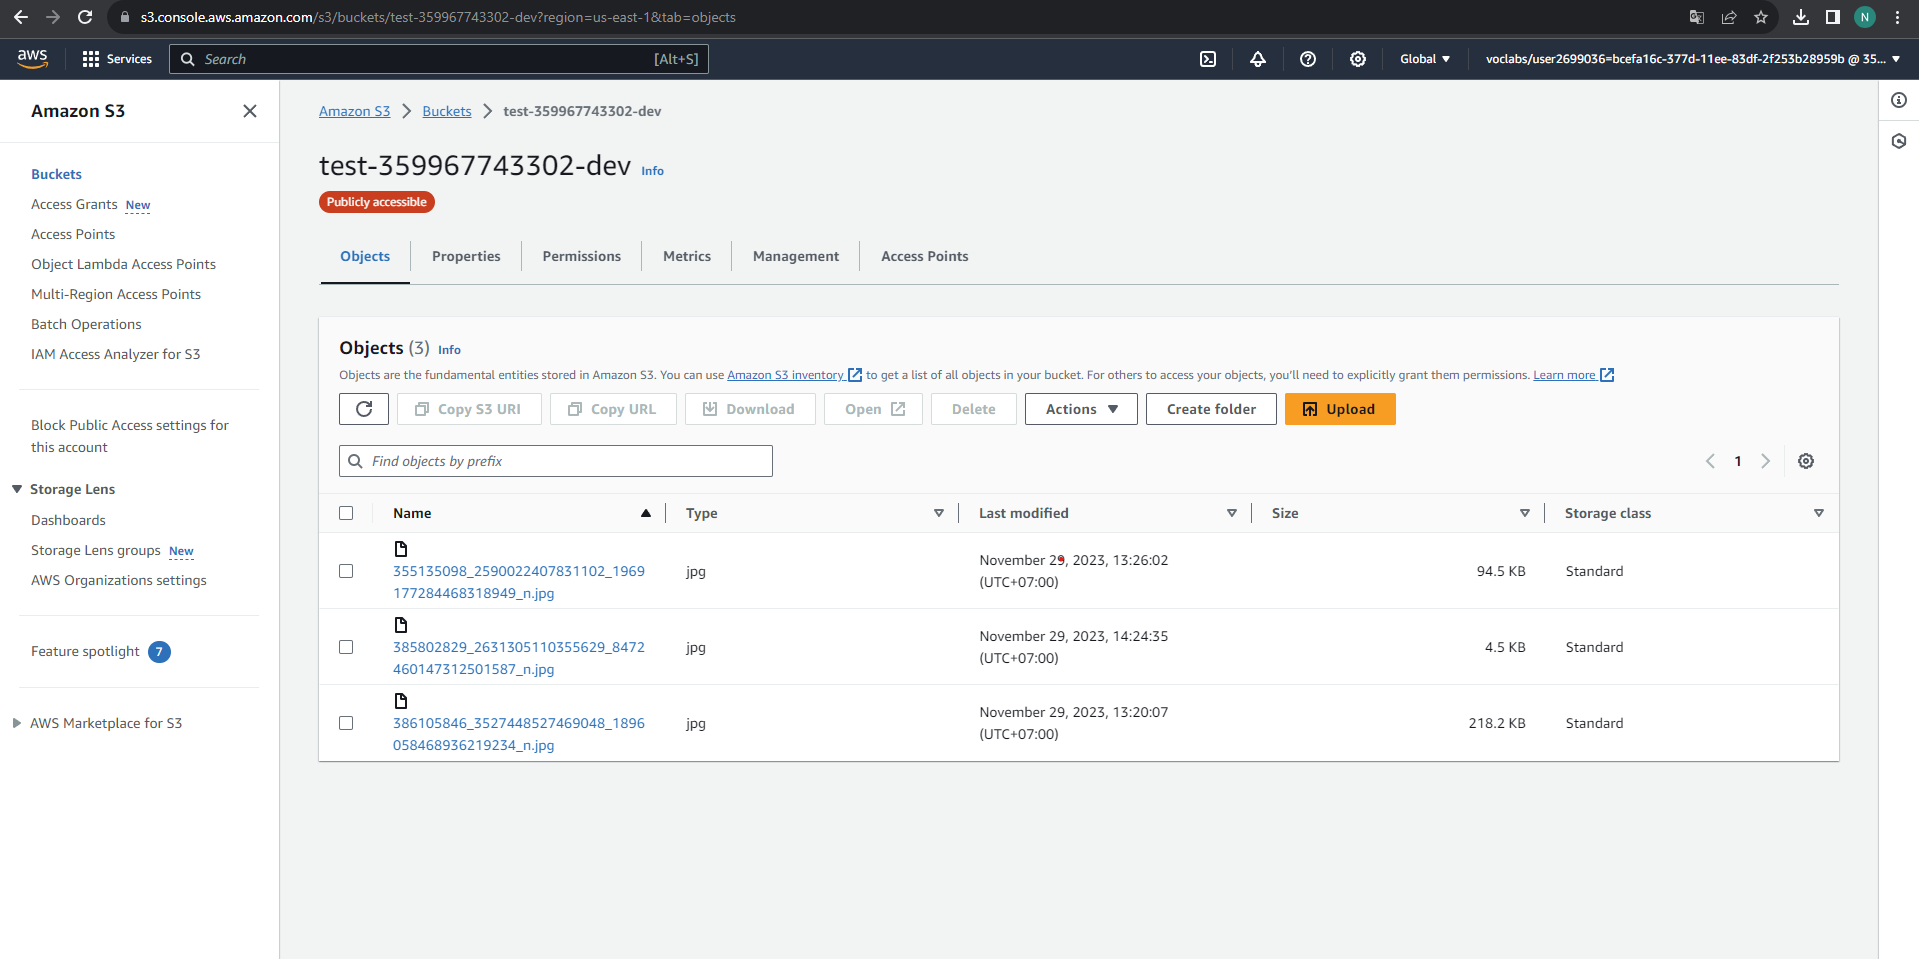 s3.console.aws.amazon.com/s3/buckets/test-359967743302-dev?region=us-east-1&tab=objects
N
aws
Services
Search
[Alt+S]
Global
voclabs/user2699036=bcefa16c-377d-11ee-83df-2f253b28959b @ 35...
Amazon S3
Buckets
Access Grants New
Access Points
Object Lambda Access Points
Multi-Region Access Points
Batch Operations
IAM Access Analyzer for S3
Block Public Access settings for
this account
Storage Lens
Dashboards
Storage Lens groups New
AWS Organizations settings
Feature spotlight 7
AWS Marketplace for S3
Amazon S3 Buckets test-359967743302-dev
test-359967743302-dev Info
Publicly accessible
Objects Properties Permissions Metrics Management Access Points
Objects (3) Info
Objects are the fundamental entities stored in Amazon S3. You can use Amazon S3 inventory to get a list of all objects in your bucket. For others to access your objects, you'll need to explicitly grant them permissions. Learn more
Copy S3 URI Copy URL Download Open Delete Actions Create folder Upload
Find objects by prefix
1
Name Type Last modified Size Storage class
355135098_2590022407831102_1969
177284468318949_n.jpg
jpg
November 29, 2023, 13:26:02
(UTC+07:00)
94.5 KB
Standard
385802829_2631305110355629_8472
460147312501587_n.jpg
jpg
November 29, 2023, 14:24:35
(UTC+07:00)
4.5 KB
Standard
386105846_3527448527469048_1896
058468936219234_n.jpg
jpg
November 29, 2023, 13:20:07
(UTC+07:00)
218.2 KB
Standard